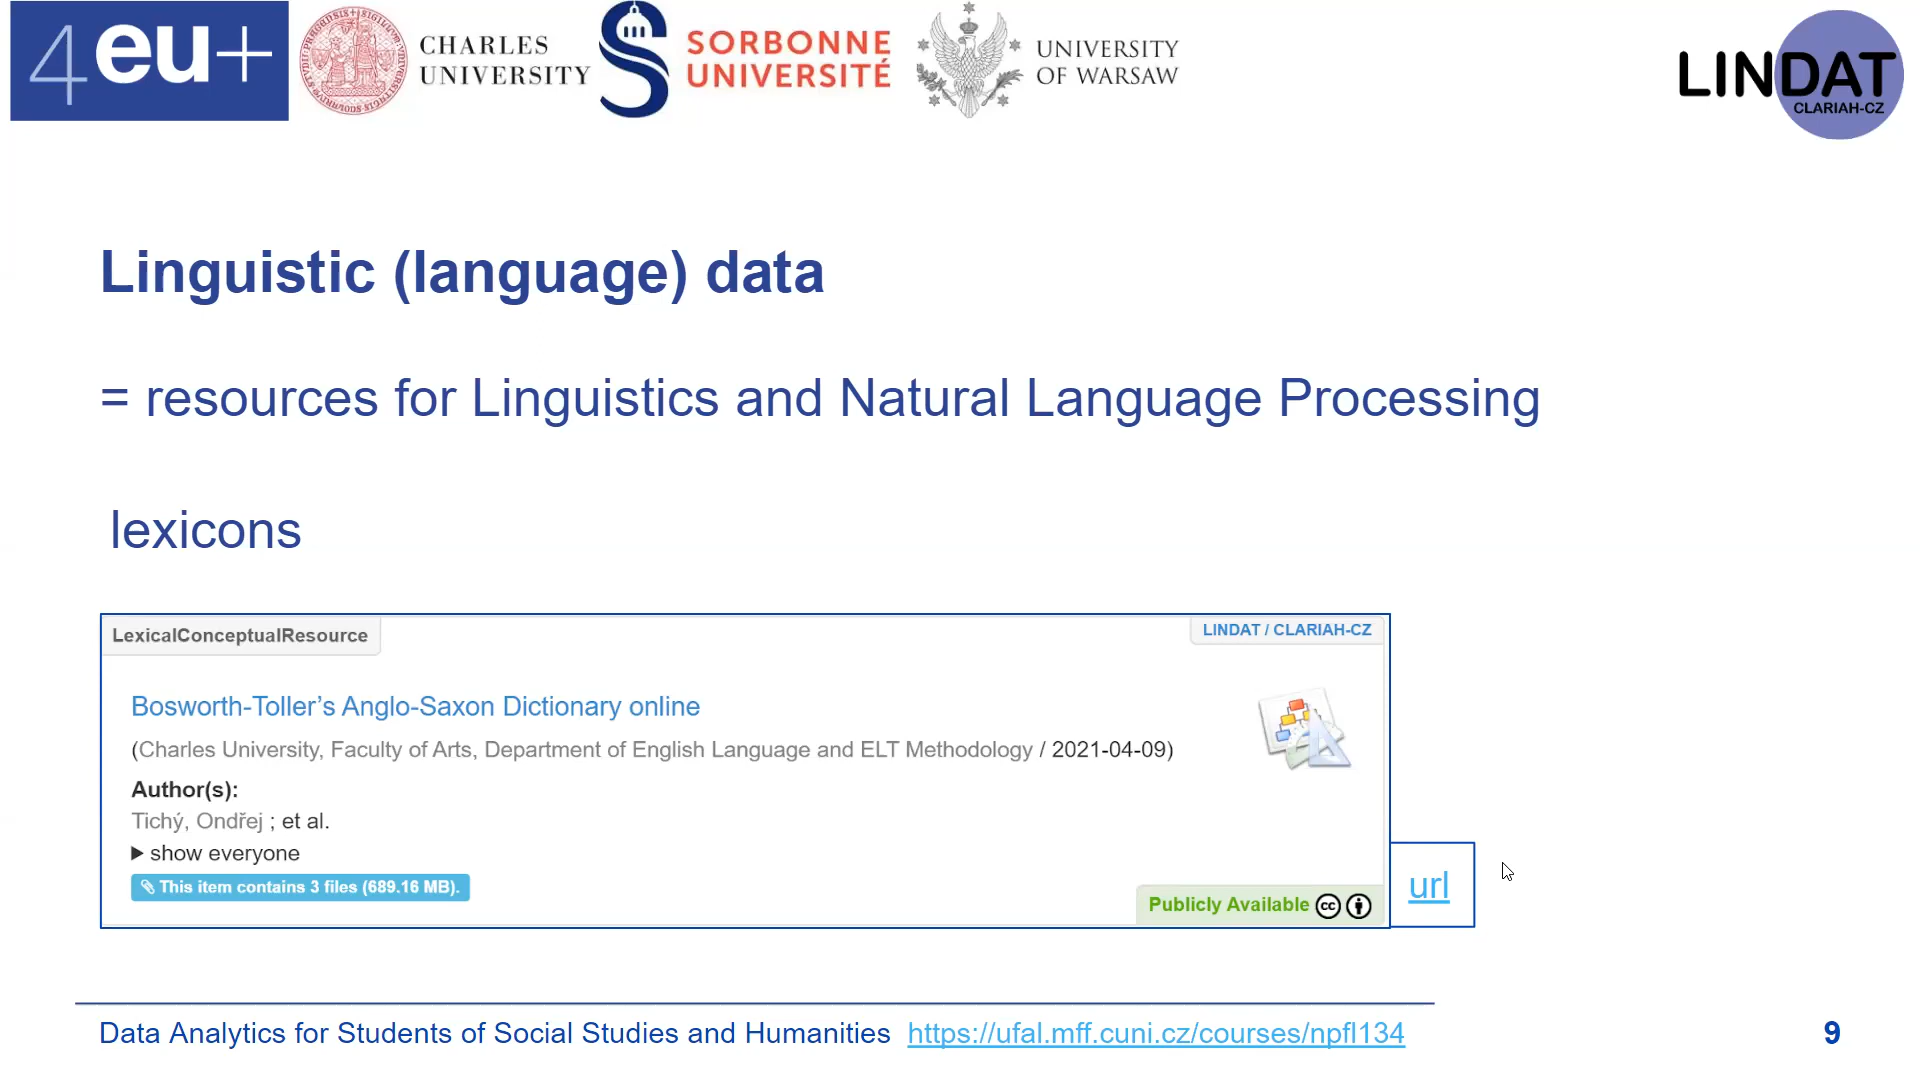 4eu+
CHARLES
UNIVERSITY
SORBONNE
UNIVERSITÉ
UNIVERSITY
OF WARSAW
LINDAT
CLARIAH-CZ
Linguistic (language) data
= resources for Linguistics and Natural Language Processing
lexicons
LexicalConceptualResource
LINDAT / CLARIAH-CZ
Bosworth-Toller’s Anglo-Saxon Dictionary online
(Charles University, Faculty of Arts, Department of English Language and ELT Methodology / 2021-04-09)
Author(s):
Tichý, Ondřej ; et al.
▶ show everyone
This item contains 3 files (689.16 MB).
Publicly Available cc
url
Data Analytics for Students of Social Studies and Humanities https://ufal.mff.cuni.cz/courses/npfl134
9